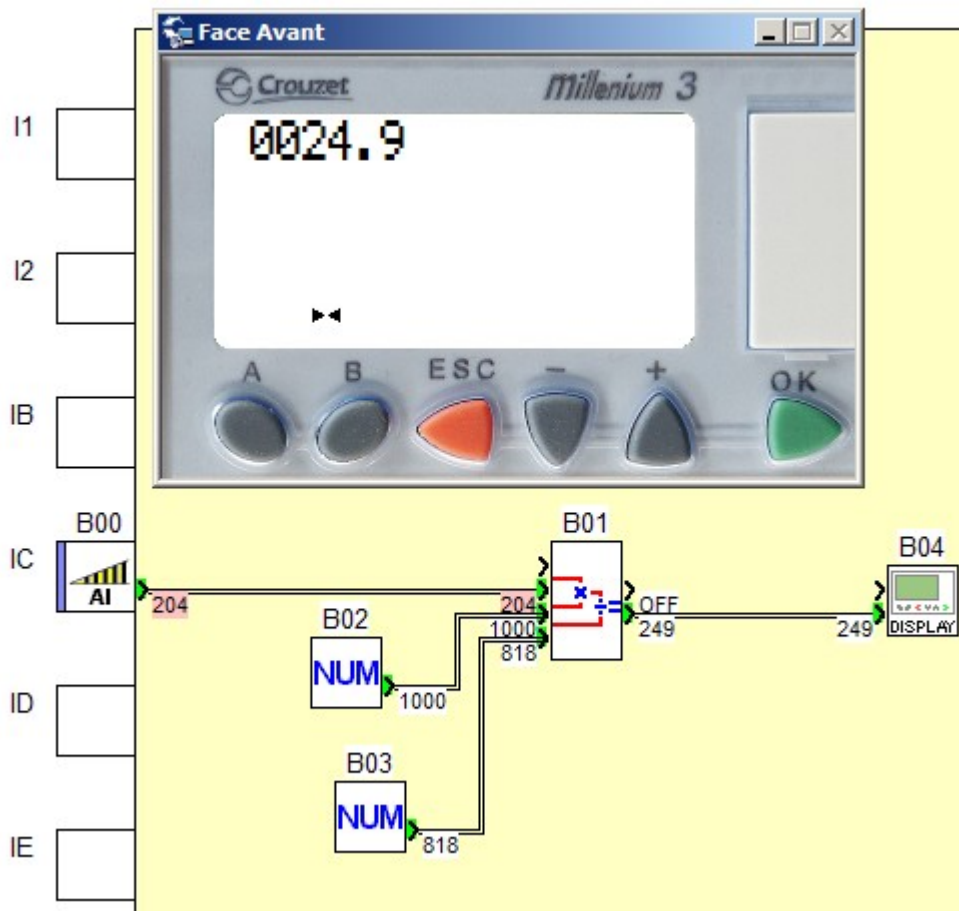 Face Avant
Crouzet
Millenium 3
0024.9
A B ESC − + OK
I1
I2
IB
IC
ID
IE
B00
AI
204
B01
204
1000
818
OFF
249
B02
NUM
1000
B03
NUM
818
B04
249
DISPLAY